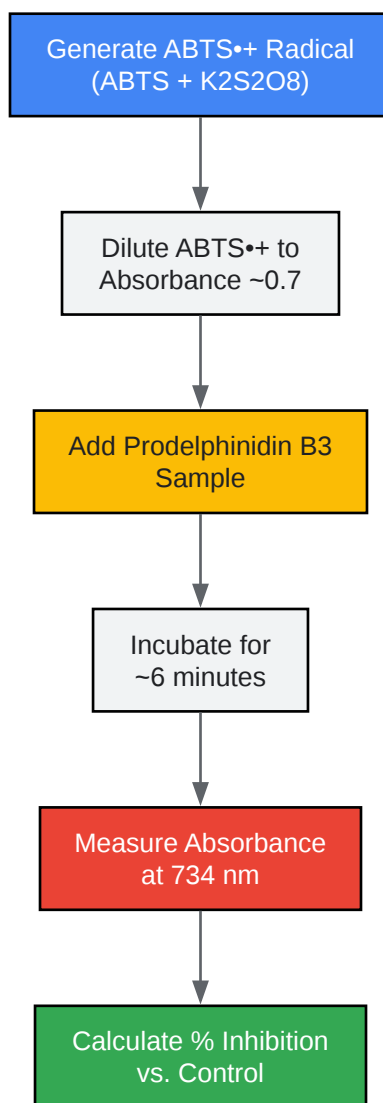 Generate ABTS•+ Radical
(ABTS + K2S2O8)
Dilute ABTS•+ to
Absorbance ~0.7
Add Prodelphinidin B3
Sample
Incubate for
~6 minutes
Measure Absorbance
at 734 nm
Calculate % Inhibition
vs. Control